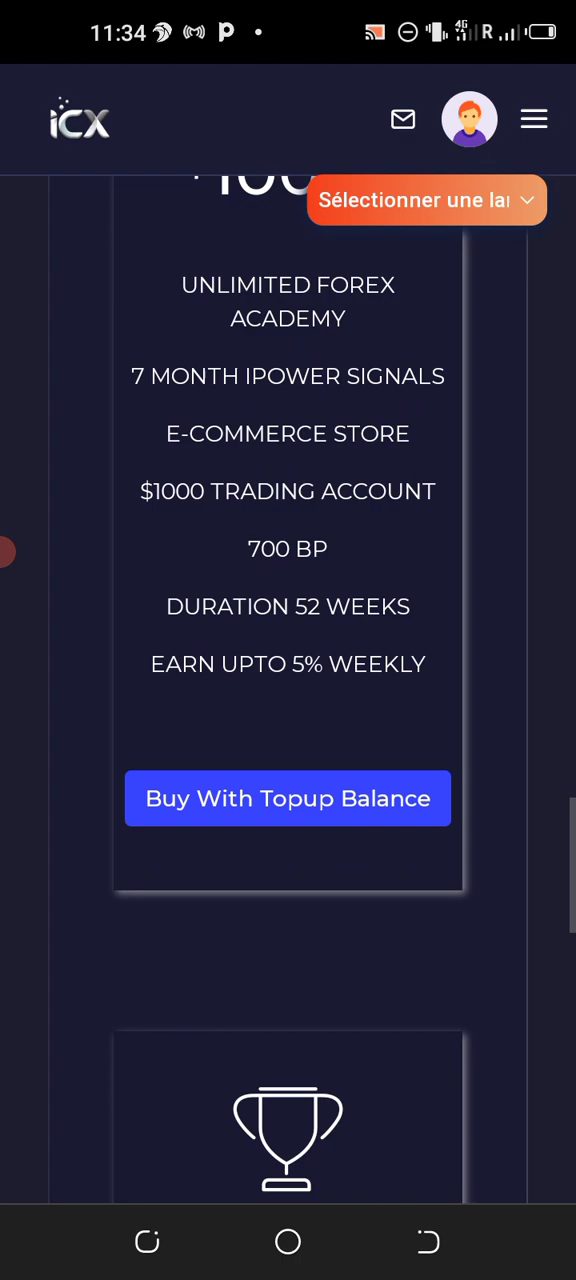 11:34
4G R
iCX
Sélectionner une
UNLIMITED FOREX
ACADEMY
7 MONTH IPOWER SIGNALS
E-COMMERCE STORE
$1000 TRADING ACCOUNT
700 BP
DURATION 52 WEEKS
EARN UPTO 5% WEEKLY
Buy With Topup Balance